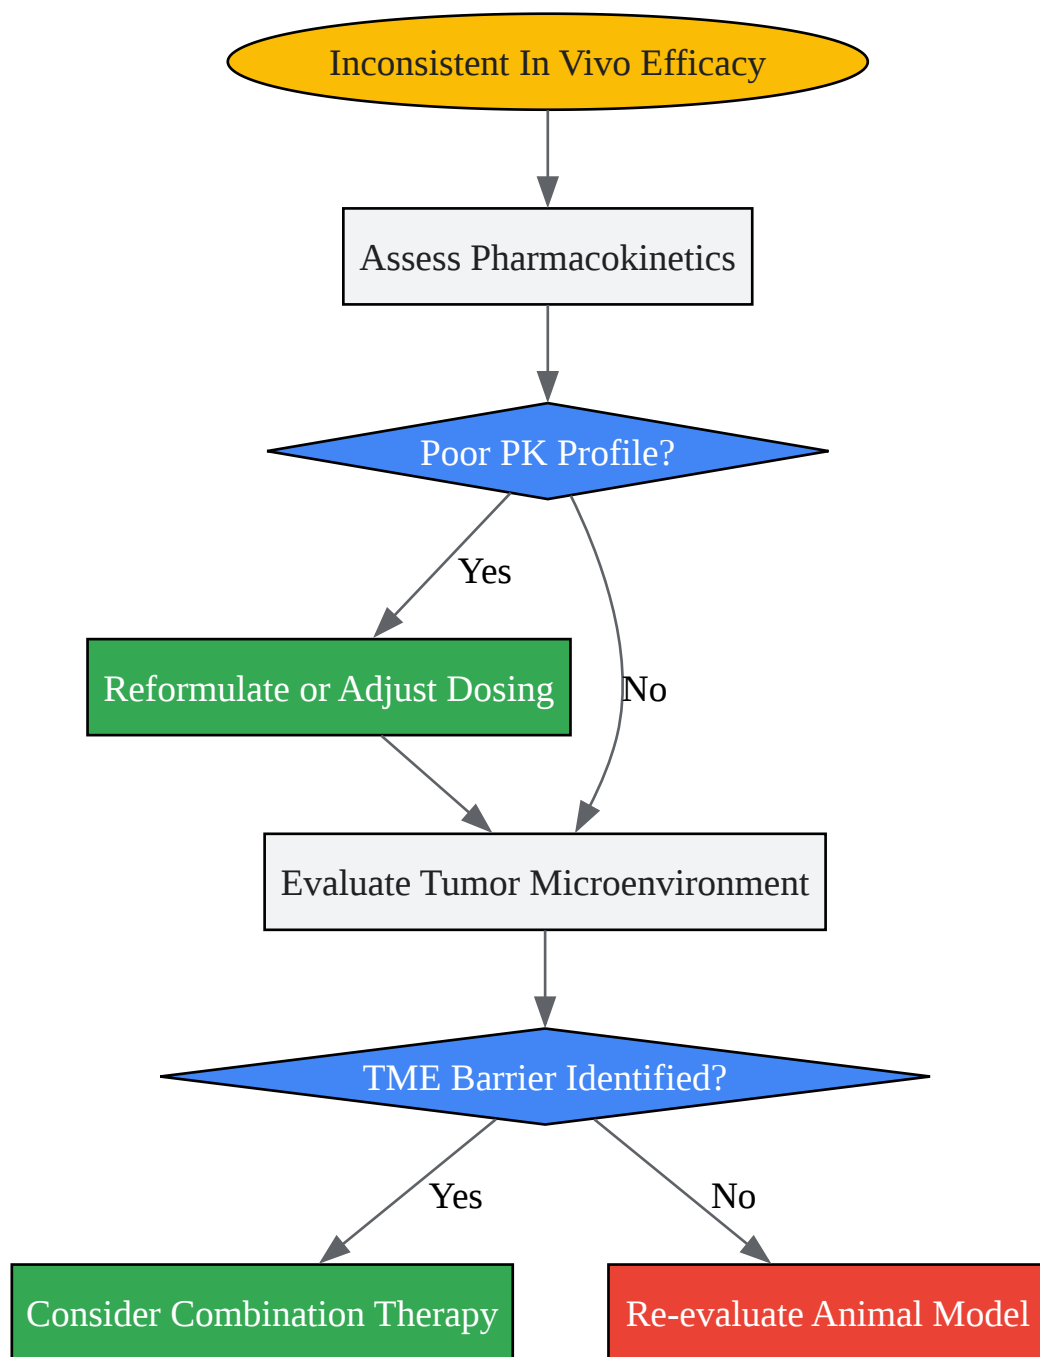 Inconsistent In Vivo Efficacy
Assess Pharmacokinetics
Poor PK Profile?
Yes
Reformulate or Adjust Dosing
No
Evaluate Tumor Microenvironment
TME Barrier Identified?
Yes
No
Consider Combination Therapy
Re-evaluate Animal Model